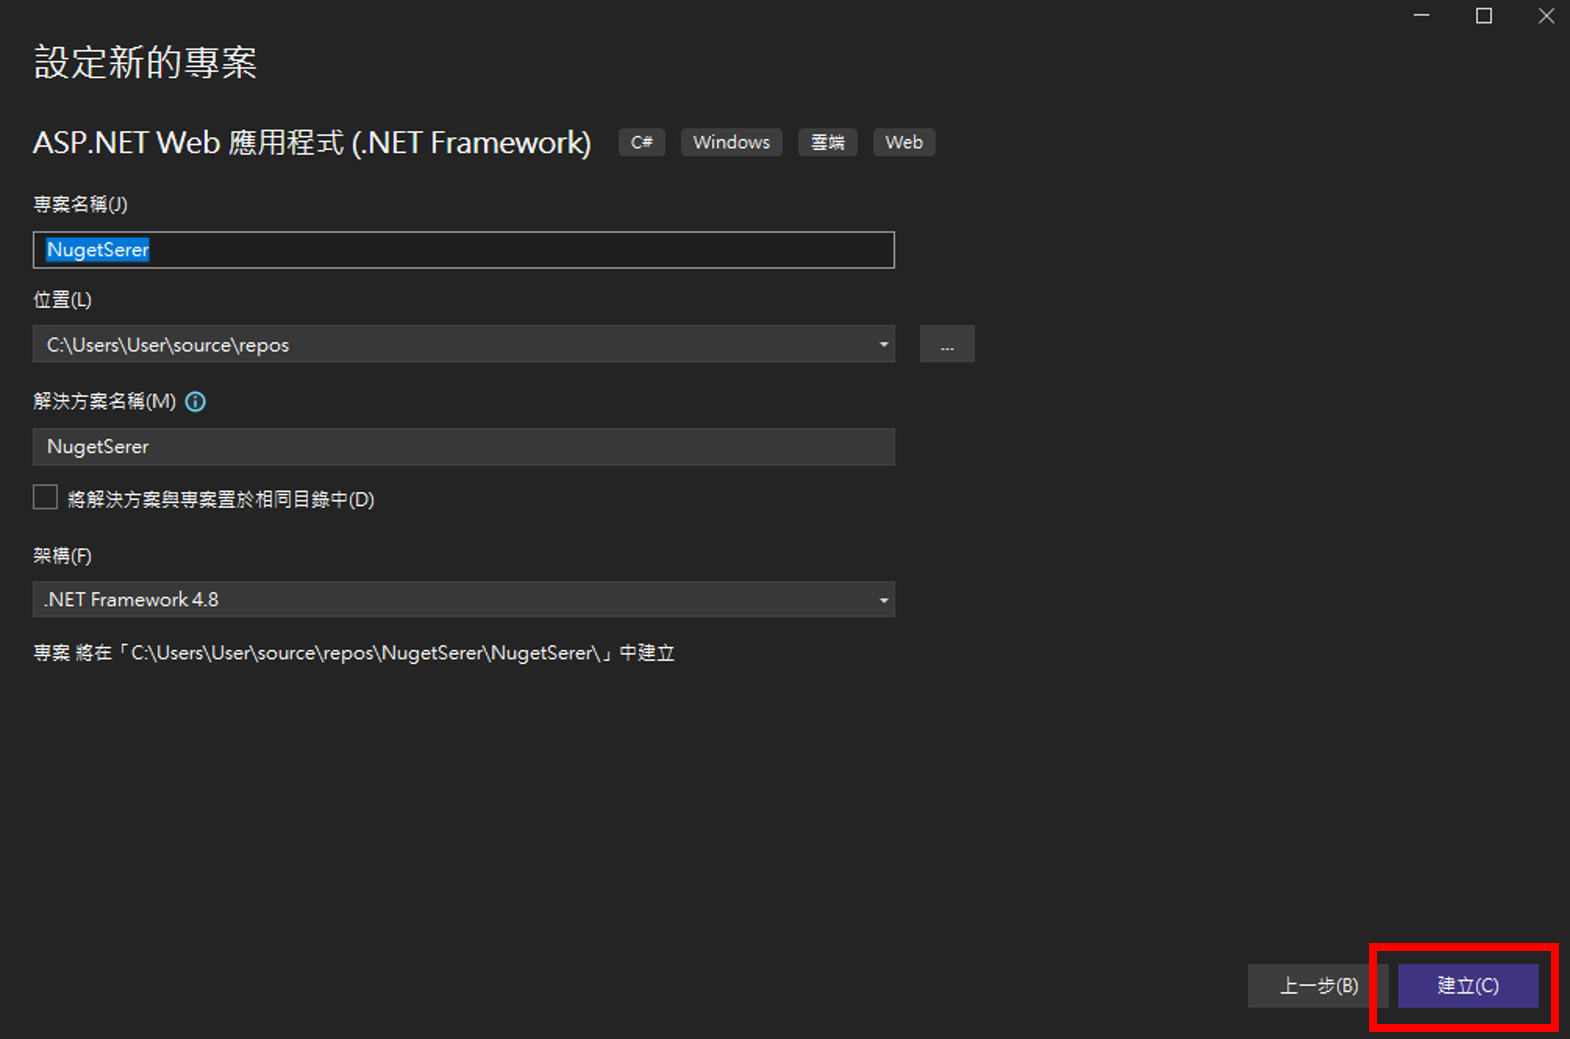 設定新的專案
ASP.NET Web 應用程式 (.NET Framework) C# Windows 雲端 Web
專案名稱(J)
NugetSerer
位置(L)
C:\Users\User\source\repos
...
解決方案名稱(M)
NugetSerer
將解決方案與專案置於相同目錄中(D)
架構(F)
.NET Framework 4.8
專案 將在「C:\Users\User\source\repos\NugetSerer\NugetSerer\」中建立
上一步(B) 建立(C)